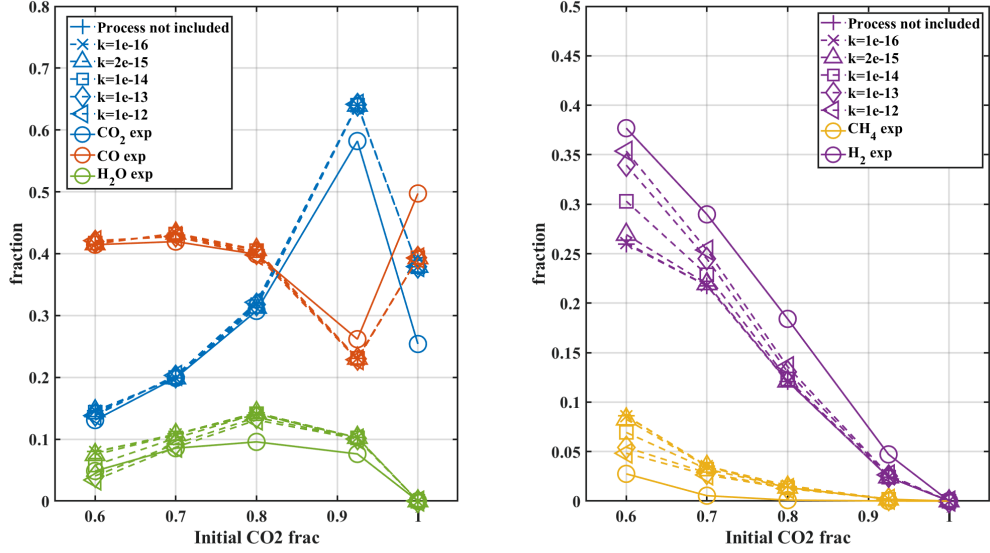 0.8
0.7
0.6
0.5
0.4
0.3
0.2
0.1
0
fraction
0.6
0.7
0.8
0.9
1
Initial CO2 frac
Process not included
k=1e-16
k=2e-15
k=1e-14
k=1e-13
k=1e-12
CO2 exp
CO exp
H2O exp
0.5
0.45
0.4
0.35
0.3
0.25
0.2
0.15
0.1
0.05
0
fraction
0.6
0.7
0.8
0.9
1
Initial CO2 frac
Process not included
k=1e-16
k=2e-15
k=1e-14
k=1e-13
k=1e-12
CH4 exp
H2 exp